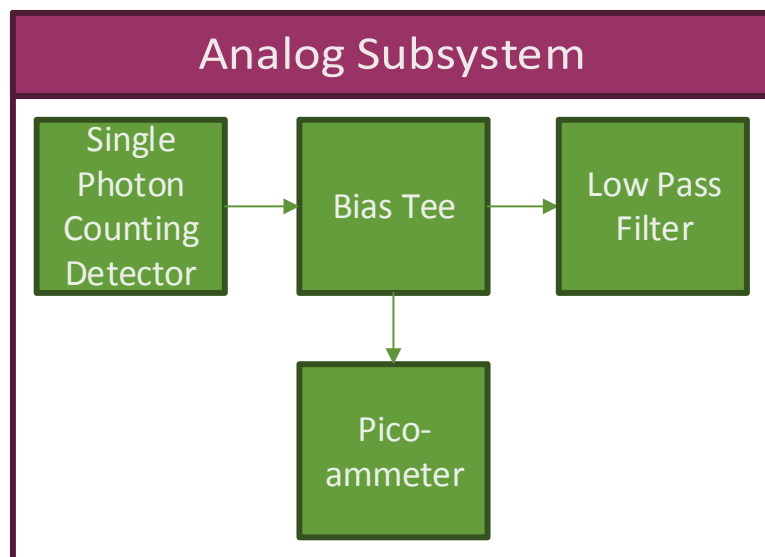 Analog Subsystem
Single
Photon
Counting
Detector
Bias Tee
Low Pass
Filter
Pico-
ammeter